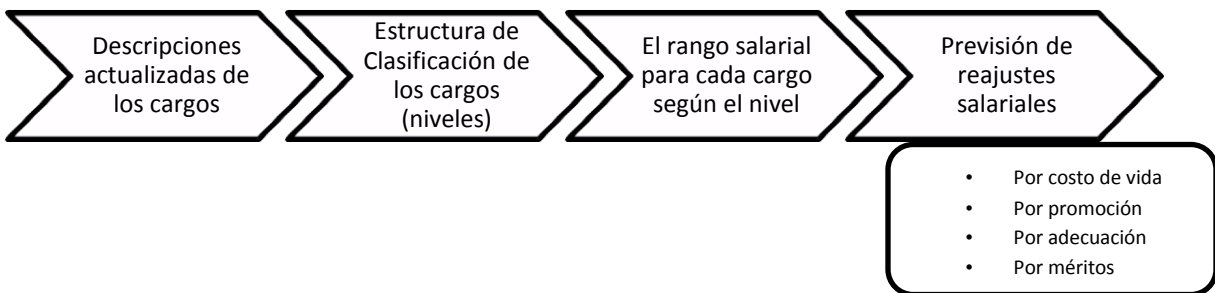 Descripciones
actualizadas de
los cargos
Estructura de
Clasificación de
los cargos
(niveles)
El rango salarial
para cada cargo
según el nivel
Previsión de
reajustes
salariales
• Por costo de vida
• Por promoción
• Por adecuación
• Por méritos